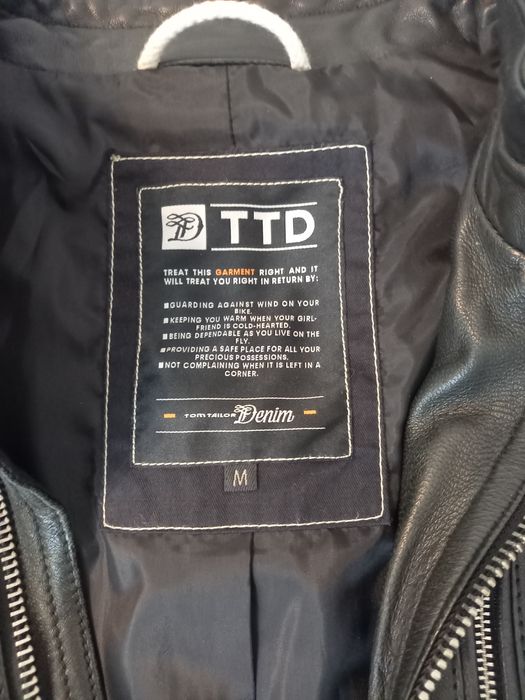 TTD
TREAT THIS GARMENT RIGHT AND IT
WILL TREAT YOU RIGHT IN RETURN BY:
■GUARDING AGAINST WIND ON YOUR
BIKE.
■KEEPING YOU WARM WHEN YOUR GIRL-
FRIEND IS COLD-HEARTED.
■BEING DEPENDABLE AS YOU LIVE ON THE
FLY.
■PROVIDING A SAFE PLACE FOR ALL YOUR
PRECIOUS POSSESSIONS.
■NOT COMPLAINING WHEN IT IS LEFT IN A
CORNER.
TOM TAILOR Denim
M